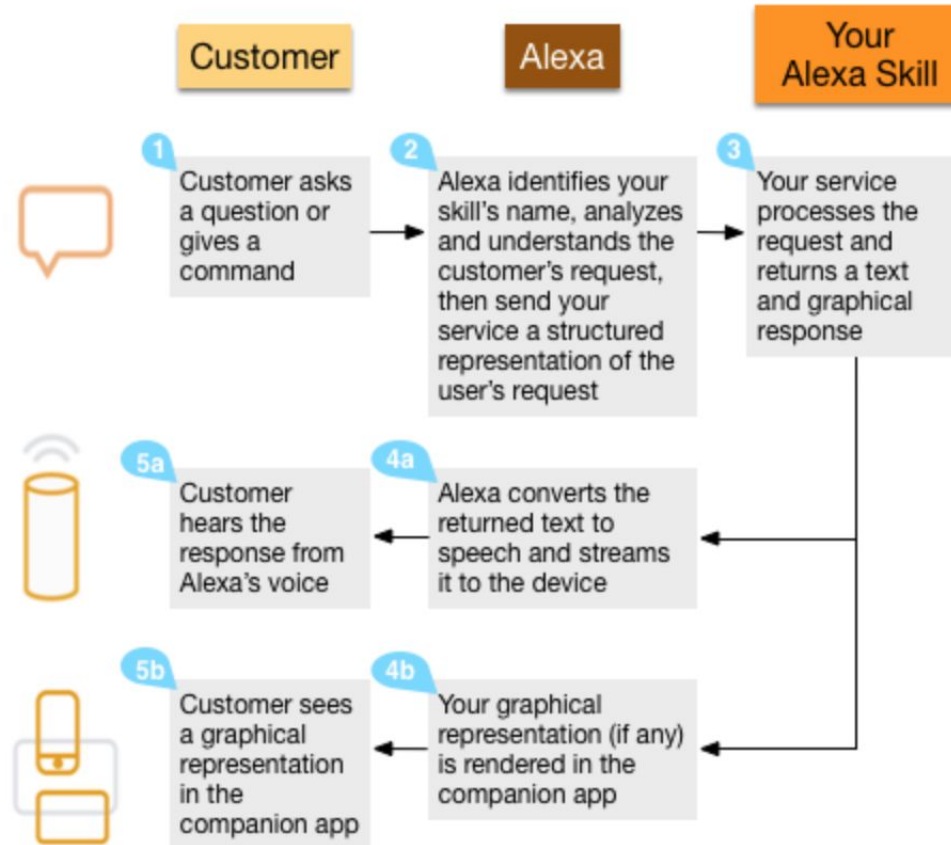 Customer
Alexa
Your
Alexa Skill
1
Customer asks
a question or
gives a
command
2
Alexa identifies your
skill's name, analyzes
and understands the
customer's request,
then send your
service a structured
representation of the
user's request
3
Your service
processes the
request and
returns a text
and graphical
response
5a
Customer
hears the
response from
Alexa's voice
4a
Alexa converts the
returned text to
speech and streams
it to the device
5b
Customer sees
a graphical
representation
in the
companion app
4b
Your graphical
representation (if any)
is rendered in the
companion app